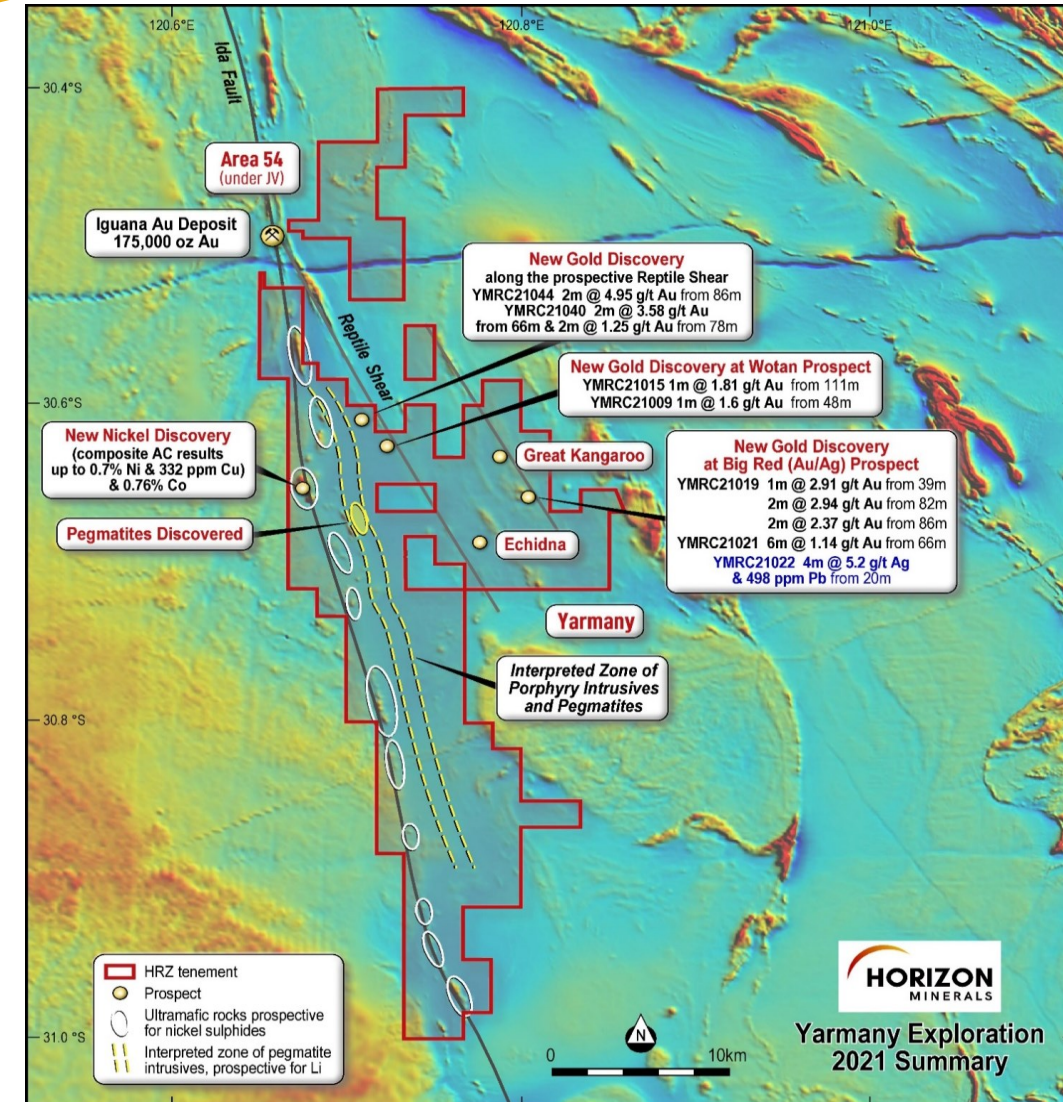 120.6°E
120.8°E
121.0°E
Ida Fault
30.4°S
Area 54
(under JV)
Iguana Au Deposit
175,000 oz Au
New Gold Discovery
along the prospective Reptile Shear
YMRC21044 2m @ 4.95 g/t Au from 86m
YMRC21040 2m @ 3.58 g/t Au
from 66m & 2m @ 1.25 g/t Au from 78m
Reptile Shear
New Gold Discovery at Wotan Prospect
YMRC21015 1m @ 1.81 g/t Au from 111m
YMRC21009 1m @ 1.6 g/t Au from 48m
30.6°S
New Nickel Discovery
(composite AC results
up to 0.7% Ni & 332 ppm Cu)
& 0.76% Co
Great Kangaroo
New Gold Discovery
at Big Red (Au/Ag) Prospect
YMRC21019 1m @ 2.91 g/t Au from 39m
2m @ 2.94 g/t Au from 82m
2m @ 2.37 g/t Au from 86m
YMRC21021 6m @ 1.14 g/t Au from 66m
YMRC21022 4m @ 5.2 g/t Ag
& 498 ppm Pb from 20m
Pegmatites Discovered
Echidna
Yarmany
Interpreted Zone of
Porphyry Intrusives
and Pegmatites
30.8 °S
HRZ tenement
Prospect
Ultramafic rocks prospective
for nickel sulphides
Interpreted zone of pegmatite
intrusives, prospective for Li
31.0 °S
N
0 10km
HORIZON
MINERALS
Yarmany Exploration
2021 Summary